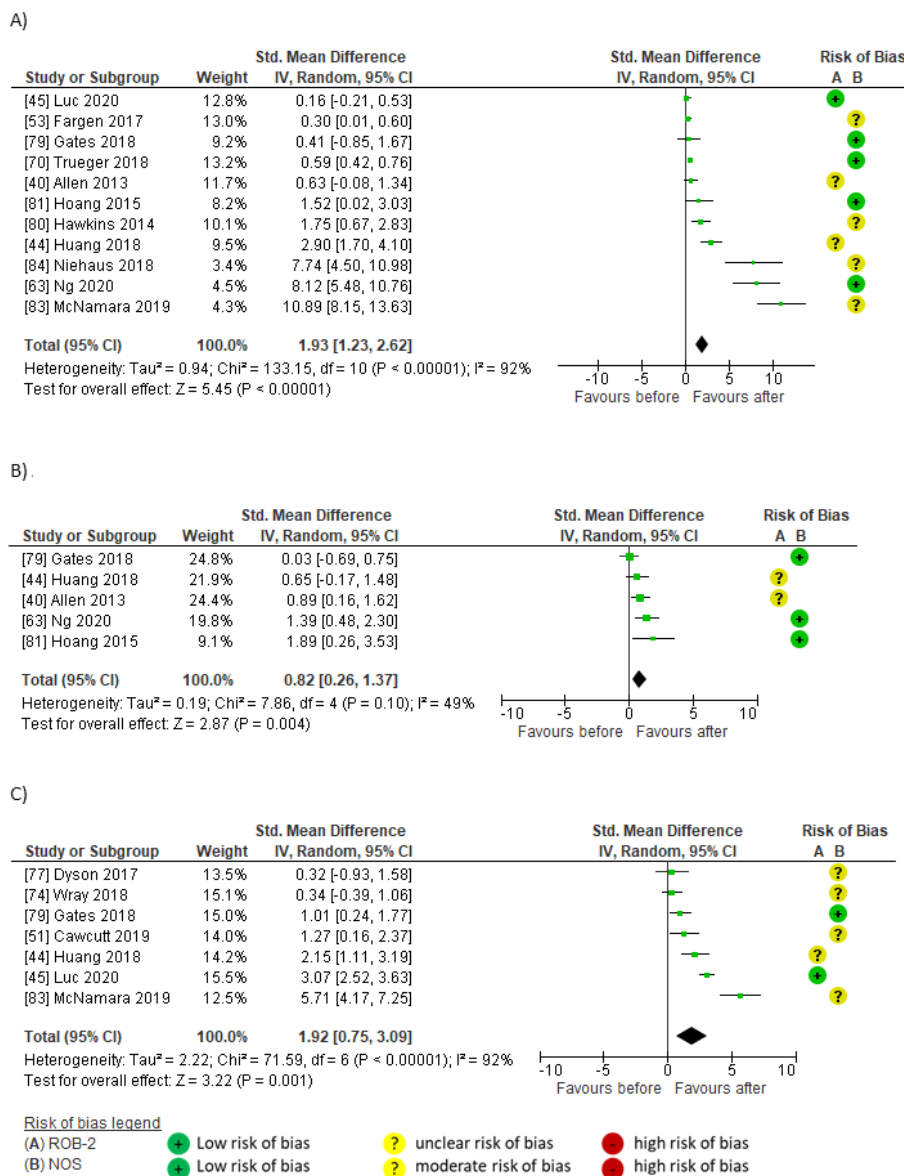 A)
Std. Mean Difference Std. Mean Difference Risk of Bias
Study or Subgroup Weight IV, Random, 95% CI IV, Random, 95% CI A B
[45] Luc 2020 12.8% 0.16 [-0.21, 0.53] +
[53] Fargen 2017 13.0% 0.30 [0.01, 0.60] ?
[79] Gates 2018 9.2% 0.41 [-0.85, 1.67] +
[70] Trueger 2018 13.2% 0.59 [0.42, 0.76] +
[40] Allen 2013 11.7% 0.63 [-0.08, 1.34] ?
[81] Hoang 2015 8.2% 1.52 [0.02, 3.03] +
[80] Hawkins 2014 10.1% 1.75 [0.67, 2.83] ?
[44] Huang 2018 9.5% 2.90 [1.70, 4.10] ?
[84] Niehaus 2018 3.4% 7.74 [4.50, 10.98] ?
[63] Ng 2020 4.5% 8.12 [5.48, 10.76] +
[83] McNamara 2019 4.3% 10.89 [8.15, 13.63] ?
Total (95% CI) 100.0% 1.93 [1.23, 2.62]
Heterogeneity: Tau² = 0.94; Chi² = 133.15, df = 10 (P < 0.00001); I² = 92%
Test for overall effect: Z = 5.45 (P < 0.00001)
-10 -5 0 5 10
Favours before Favours after
B) .
Std. Mean Difference Std. Mean Difference Risk of Bias
Study or Subgroup Weight IV, Random, 95% CI IV, Random, 95% CI A B
[79] Gates 2018 24.8% 0.03 [-0.69, 0.75] +
[44] Huang 2018 21.9% 0.65 [-0.17, 1.48] ?
[40] Allen 2013 24.4% 0.89 [0.16, 1.62] ?
[63] Ng 2020 19.8% 1.39 [0.48, 2.30] +
[81] Hoang 2015 9.1% 1.89 [0.26, 3.53] +
Total (95% CI) 100.0% 0.82 [0.26, 1.37]
Heterogeneity: Tau² = 0.19; Chi² = 7.86, df = 4 (P = 0.10); I² = 49%
Test for overall effect: Z = 2.87 (P = 0.004)
-10 -5 0 5 10
Favours before Favours after
C)
Std. Mean Difference Std. Mean Difference Risk of Bias
Study or Subgroup Weight IV, Random, 95% CI IV, Random, 95% CI A B
[77] Dyson 2017 13.5% 0.32 [-0.93, 1.58] ?
[74] Wray 2018 15.1% 0.34 [-0.39, 1.06] ?
[79] Gates 2018 15.0% 1.01 [0.24, 1.77] +
[51] Cawcutt 2019 14.0% 1.27 [0.16, 2.37] ?
[44] Huang 2018 14.2% 2.15 [1.11, 3.19] ?
[45] Luc 2020 15.5% 3.07 [2.52, 3.63] +
[83] McNamara 2019 12.5% 5.71 [4.17, 7.25] ?
Total (95% CI) 100.0% 1.92 [0.75, 3.09]
Heterogeneity: Tau² = 2.22; Chi² = 71.59, df = 6 (P < 0.00001); I² = 92%
Test for overall effect: Z = 3.22 (P = 0.001)
-10 -5 0 5 10
Favours before Favours after
Risk of bias legend
(A) ROB-2 + Low risk of bias ? unclear risk of bias - high risk of bias
(B) NOS + Low risk of bias ? moderate risk of bias - high risk of bias